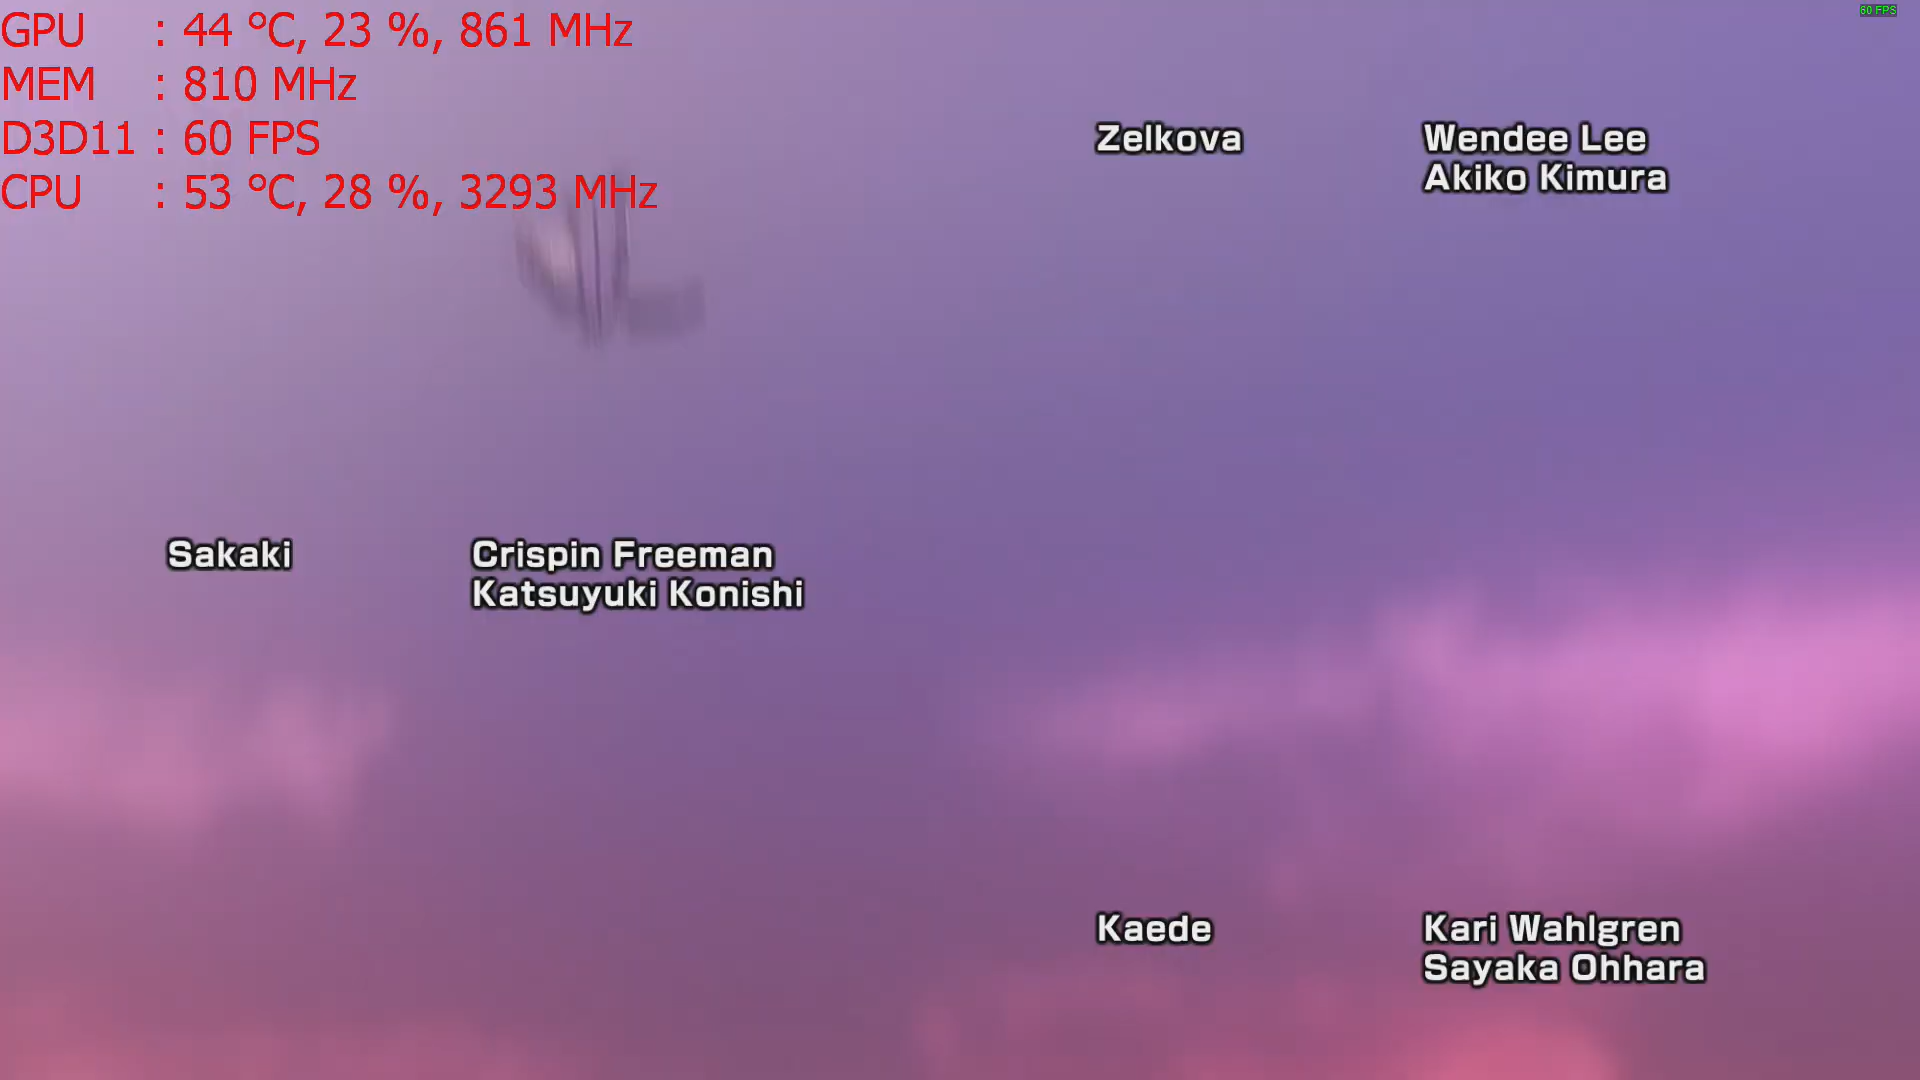 GPU : 44 °C, 23 %, 861 MHz
MEM : 810 MHz
D3D11 : 60 FPS
CPU : 53 °C, 28 %, 3293 MHz
60 FPS
Zelkova Wendee Lee
Akiko Kimura
Sakaki Crispin Freeman
Katsuyuki Konishi
Kaede Kari Wahlgren
Sayaka Ohhara